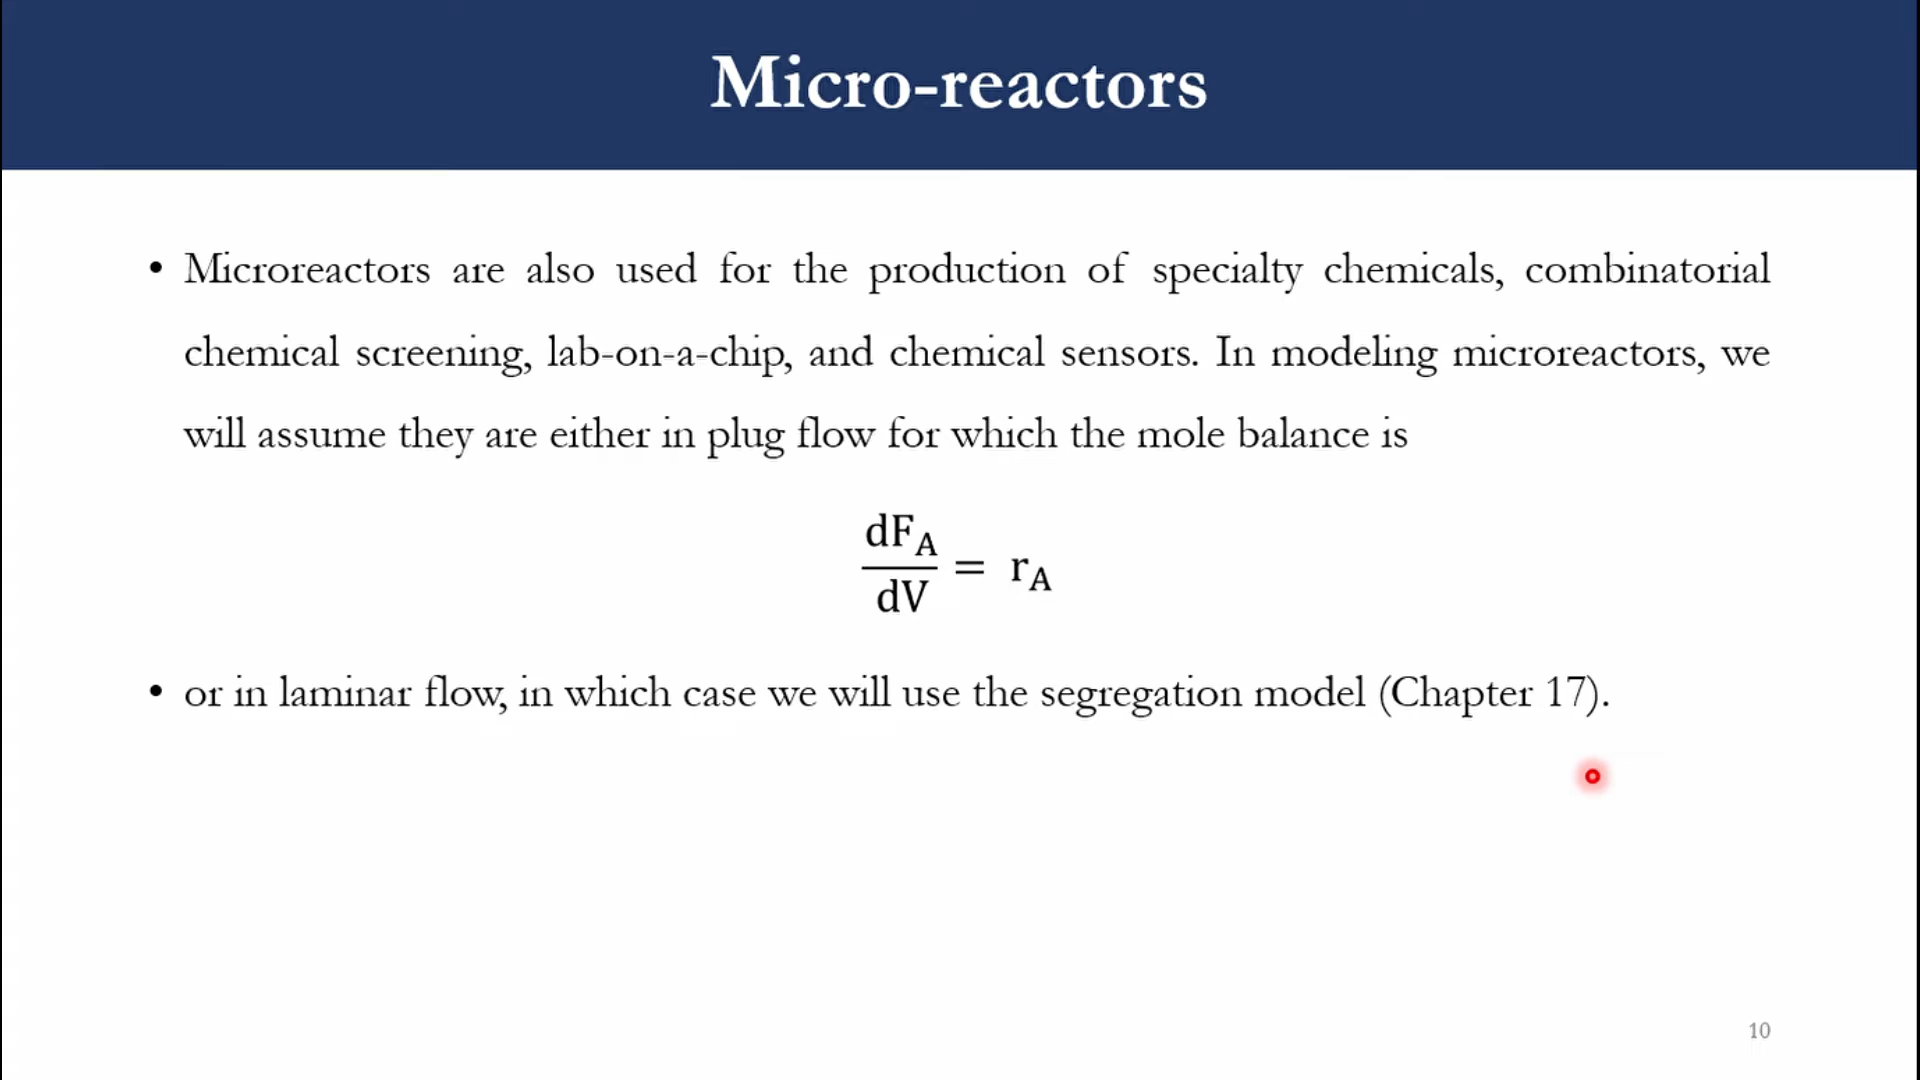 Micro-reactors
• Microreactors are also used for the production of specialty chemicals, combinatorial
chemical screening, lab-on-a-chip, and chemical sensors. In modeling microreactors, we
will assume they are either in plug flow for which the mole balance is
dF_A/dV = r_A
• or in laminar flow, in which case we will use the segregation model (Chapter 17).
10